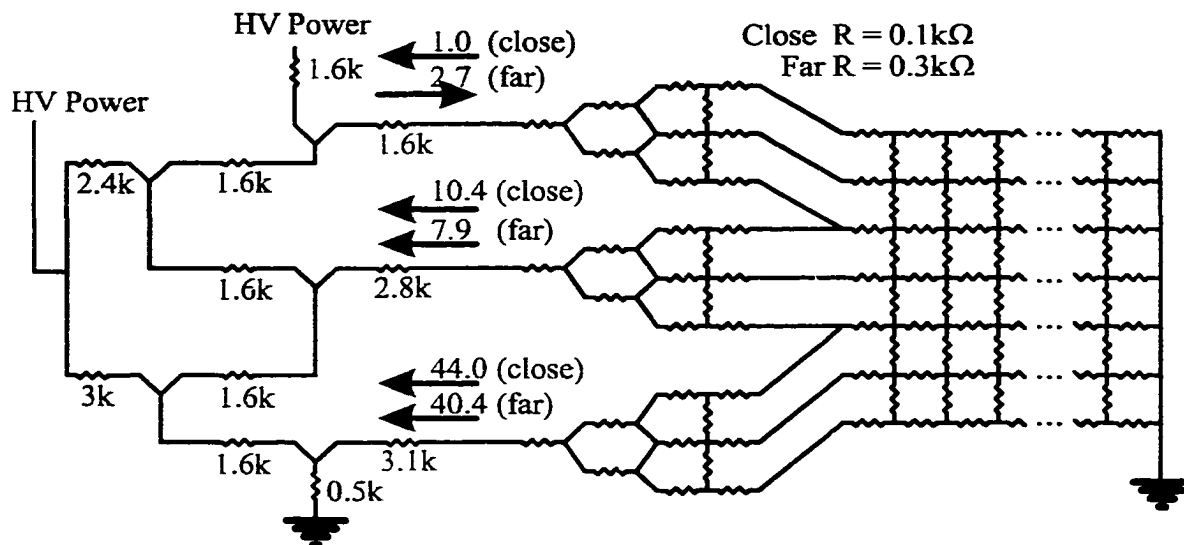 HV Power
1.0 (close)
2.7 (far)
Close R = 0.1kΩ
Far R = 0.3kΩ
1.6k
HV Power
1.6k
2.4k
1.6k
10.4 (close)
7.9 (far)
1.6k
2.8k
44.0 (close)
40.4 (far)
3k
1.6k
1.6k
3.1k
0.5k
...
...
...
...
...
...
...